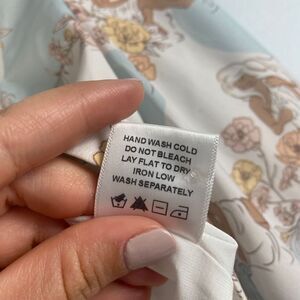 HAND WASH COLD
DO NOT BLEACH
LAY FLAT TO DRY
IRON LOW
WASH SEPARATELY